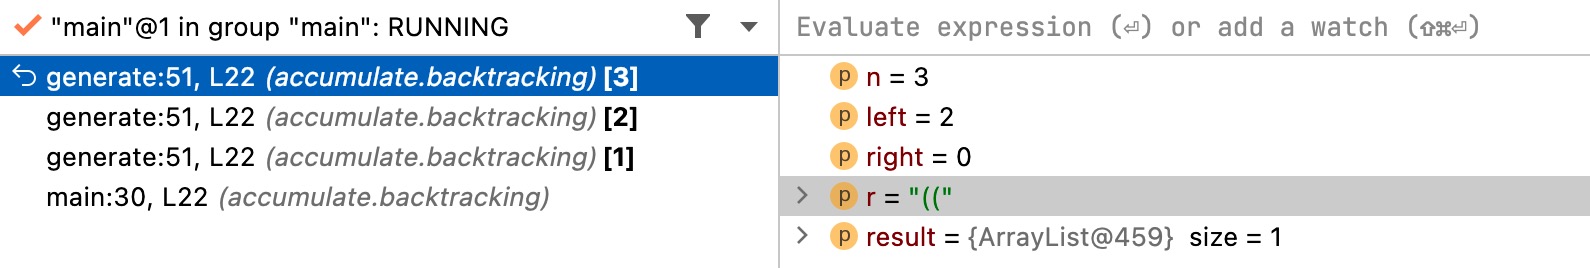 "main"@1 in group "main": RUNNING
generate:51, L22 (accumulate.backtracking) [3]
generate:51, L22 (accumulate.backtracking) [2]
generate:51, L22 (accumulate.backtracking) [1]
main:30, L22 (accumulate.backtracking)
Evaluate expression (⏎) or add a watch (⇧⌘⏎)
p n = 3
p left = 2
p right = 0
p r = "(("
p result = {ArrayList@459} size = 1